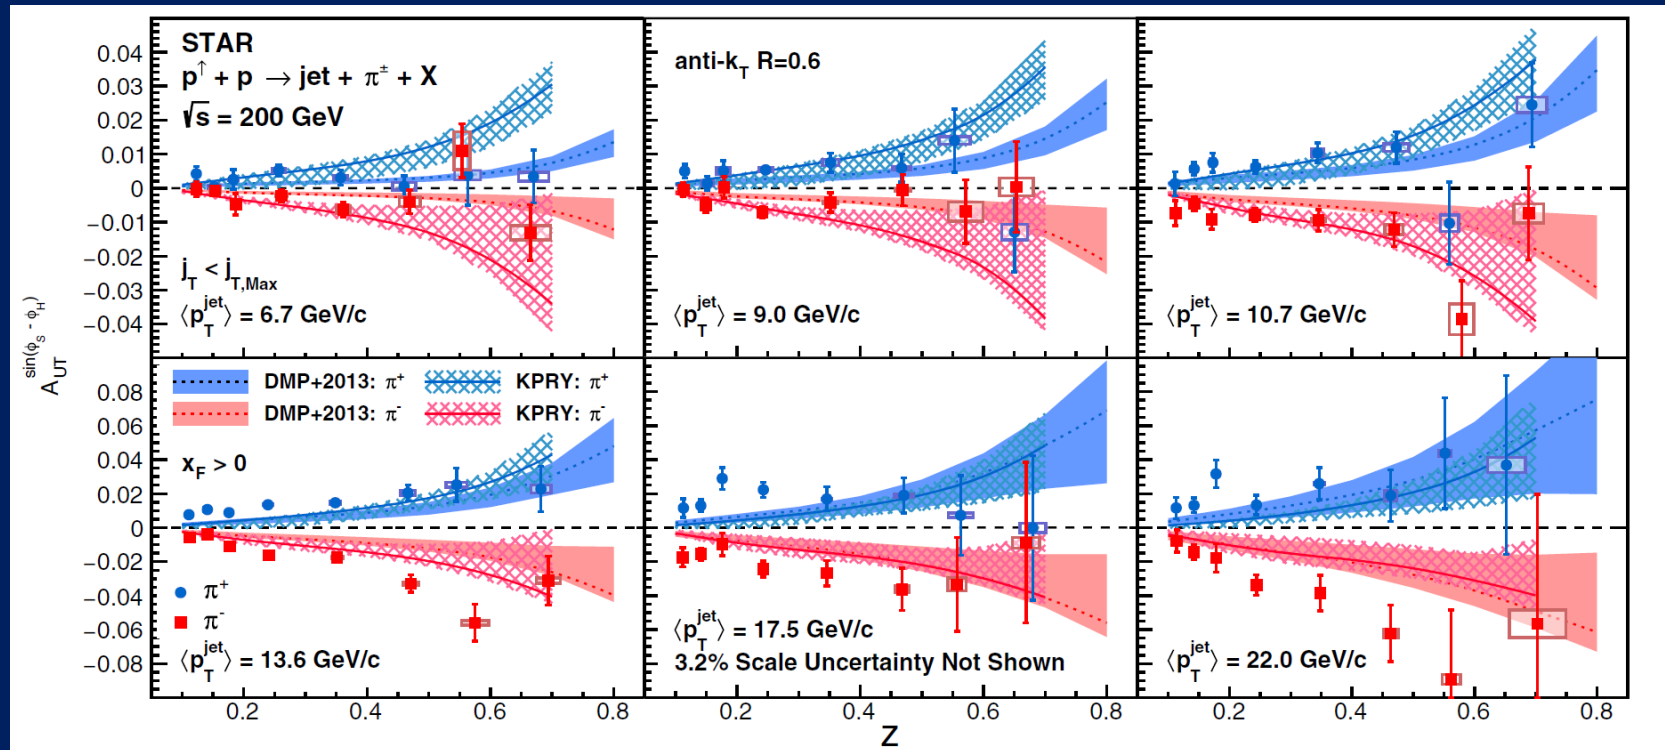 STAR
p↑ + p → jet + π± + X
√s = 200 GeV
anti-kT R=0.6
0.04
0.03
0.02
0.01
0
−0.01
−0.02
−0.03
−0.04
jT < jT,Max
⟨pTjet⟩ = 6.7 GeV/c
⟨pTjet⟩ = 9.0 GeV/c
⟨pTjet⟩ = 10.7 GeV/c
AUT sin(ϕS - ϕH)
DMP+2013: π+
KPRY: π+
DMP+2013: π-
KPRY: π-
0.08
0.06
0.04
0.02
0
−0.02
−0.04
−0.06
−0.08
xF > 0
π+
π-
⟨pTjet⟩ = 13.6 GeV/c
⟨pTjet⟩ = 17.5 GeV/c
3.2% Scale Uncertainty Not Shown
⟨pTjet⟩ = 22.0 GeV/c
0.2 0.4 0.6 0.8 0.2 0.4 0.6 0.8 0.2 0.4 0.6 0.8
Z